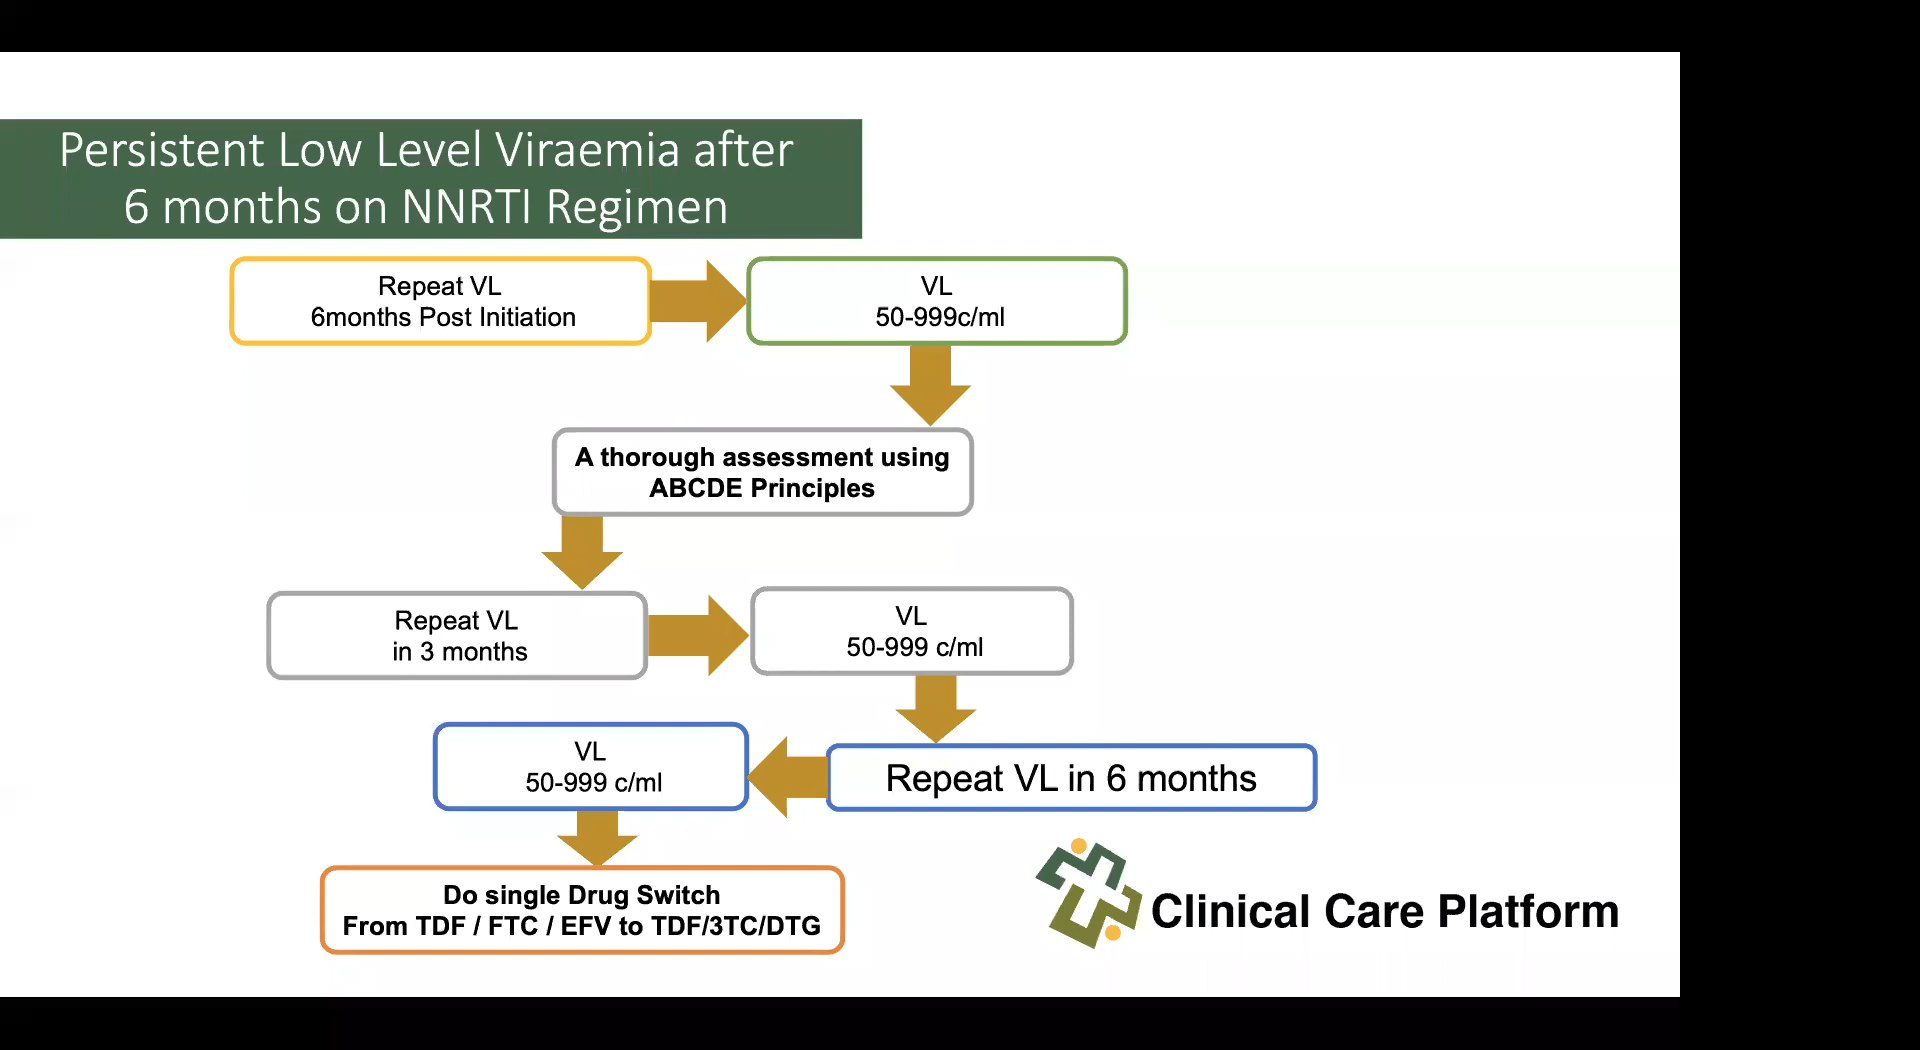 Persistent Low Level Viraemia after
6 months on NNRTI Regimen
Repeat VL
6months Post Initiation
VL
50-999c/ml
A thorough assessment using
ABCDE Principles
Repeat VL
in 3 months
VL
50-999 c/ml
Repeat VL in 6 months
VL
50-999 c/ml
Do single Drug Switch
From TDF / FTC / EFV to TDF/3TC/DTG
Clinical Care Platform